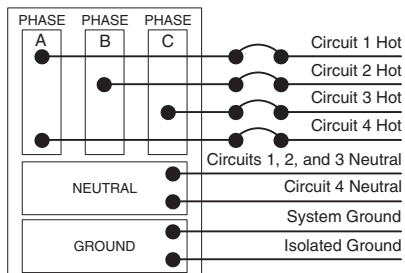 PHASE PHASE PHASE
A B C
Circuit 1 Hot
Circuit 2 Hot
Circuit 3 Hot
Circuit 4 Hot
Circuits 1, 2, and 3 Neutral
NEUTRAL
Circuit 4 Neutral
System Ground
GROUND
Isolated Ground